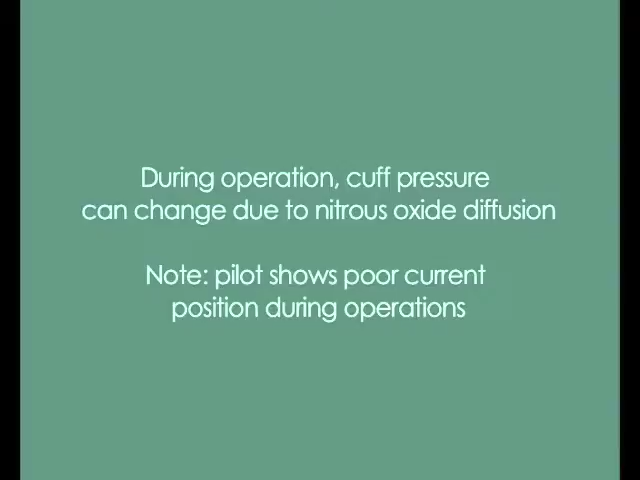 During operation, cuff pressure
can change due to nitrous oxide diffusion
Note: pilot shows poor current
position during operations